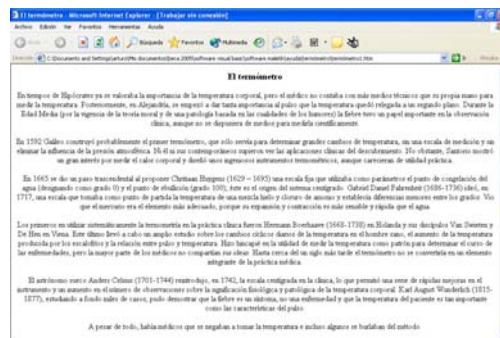 El termómetro - Microsoft Internet Explorer - [Trabajar sin conexión]
Archivo Edición Ver Favoritos Herramientas Ayuda
Atrás Búsqueda Favoritos Multimedia
Dirección Ir Vínculos
El termómetro
En tiempos de Hipócrates ya se valoraba la importancia de la temperatura corporal, pero el médico no contaba con más medios técnicos que su propia mano para
medir la temperatura. Posteriormente, en Alejandría, se empezó a dar tanta importancia al pulso que la temperatura quedó relegada a un segundo plano. Durante la
Edad Media (por la vigencia de la teoría moral y de una patología basada en las cualidades de los humores) la fiebre tuvo un papel importante en la observación
clínica, aunque no se dispusiera de medios para medirla científicamente.
En 1592 Galileo construyó probablemente el primer termómetro, que sólo servía para determinar grandes cambios de temperatura, sin una escala de medición y sin
eliminar la influencia de la presión atmosférica. Ni él ni sus contemporáneos supieron ver las aplicaciones clínicas del descubrimiento. No obstante, Santorio mostró
un gran interés por medir el calor corporal y diseñó unos ingeniosos instrumentos termométricos, aunque carecieran de utilidad práctica.
En 1665 se dio un paso trascendental al proponer Christian Huygens (1629 – 1695) una escala fija que utilizaba como parámetros el punto de congelación del
agua (designando como grado 0) y el punto de ebullición (grado 100); éste es el origen del sistema centígrado. Gabriel Daniel Fahrenheit (1686-1736) ideó, en
1717, una escala que tomaba como punto de partida la temperatura de una mezcla hielo y cloruro de amonio y establecía diferencias menores entre los grados. Vio
que el mercurio era el elemento más adecuado, porque su expansión y contracción es más sensible y rápida que el agua.
Los primeros en utilizar sistemáticamente la termometría en la práctica clínica fueron Hermann Boerhaave (1668-1738) en Holanda y sus discípulos Van Swieten y
De Hen en Viena. Este último llevó a cabo un amplio estudio sobre los cambios cíclicos diarios de la temperatura en el hombre sano, el aumento de la temperatura
producida por los escalofríos y la relación entre pulso y temperatura. Hizo hincapié en la utilidad de medir la temperatura como patrón para determinar el curso de
las enfermedades, pero la mayor parte de los médicos no compartían sus ideas. Hasta cerca de un siglo más tarde el termómetro no se convertiría en un elemento
integrante de la práctica médica.
El astrónomo sueco Anders Celsius (1701-1744) reintrodujo, en 1742, la escala centígrada en la clínica, lo que permitió una serie de rápidas mejoras en el
instrumento y un aumento en el número de observaciones sobre la significación fisiológica y patológica de la temperatura corporal. Karl August Wunderlich (1815-
1877), estudiando a fondo miles de casos, pudo demostrar que la fiebre es un síntoma, no una enfermedad y que la temperatura del paciente es tan importante
como las características del pulso.
A pesar de todo, había médicos que se negaban a tomar la temperatura e incluso algunos se burlaban del método.